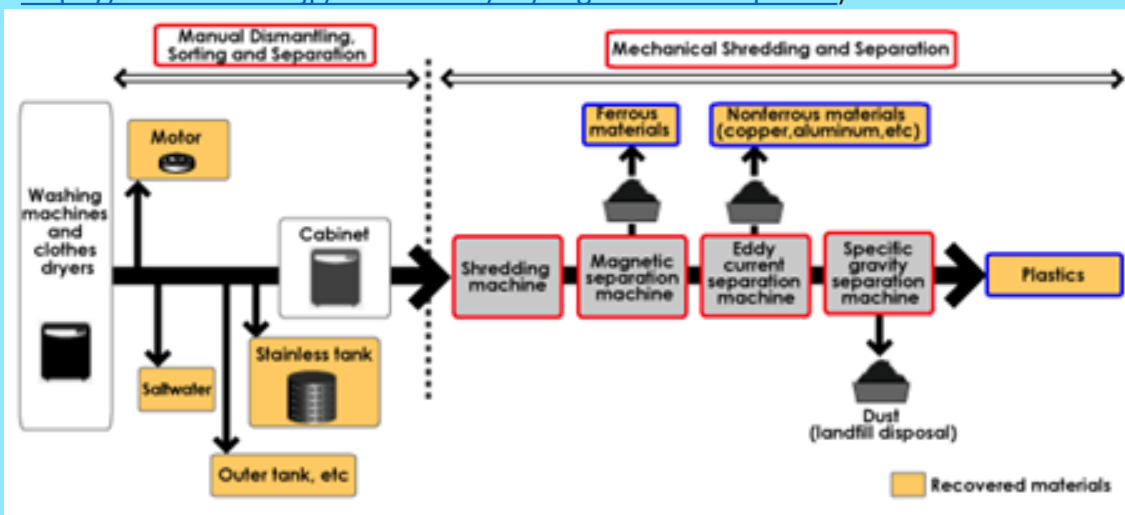 Manual Dismantling,
Sorting and Separation
Mechanical Shredding and Separation
Ferrous
materials
Nonferrous materials
(copper,aluminum,etc)
Motor
Washing
machines
and
clothes
dryers
Cabinet
Shredding
machine
Magnetic
separation
machine
Eddy
current
separation
machine
Specific
gravity
separation
machine
Plastics
Saltwater
Stainless tank
Outer tank, etc
Dust
(landfill disposal)
Recovered materials